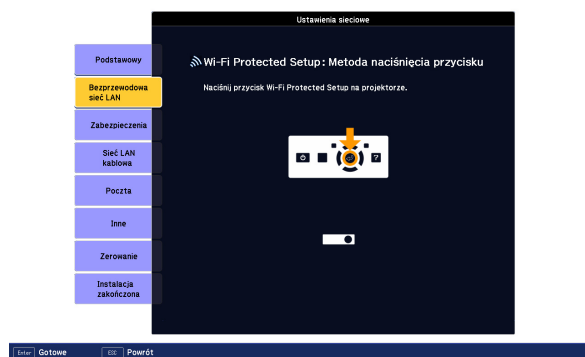 Ustawienia sieciowe
Podstawowy
Bezprzewodowa
sieć LAN
Zabezpieczenia
Sieć LAN
kablowa
Poczta
Inne
Zerowanie
Instalacja
zakończona
Wi-Fi Protected Setup: Metoda naciśnięcia przycisku
Naciśnij przycisk Wi-Fi Protected Setup na projektorze.
?
Enter Gotowe ESC Powrót